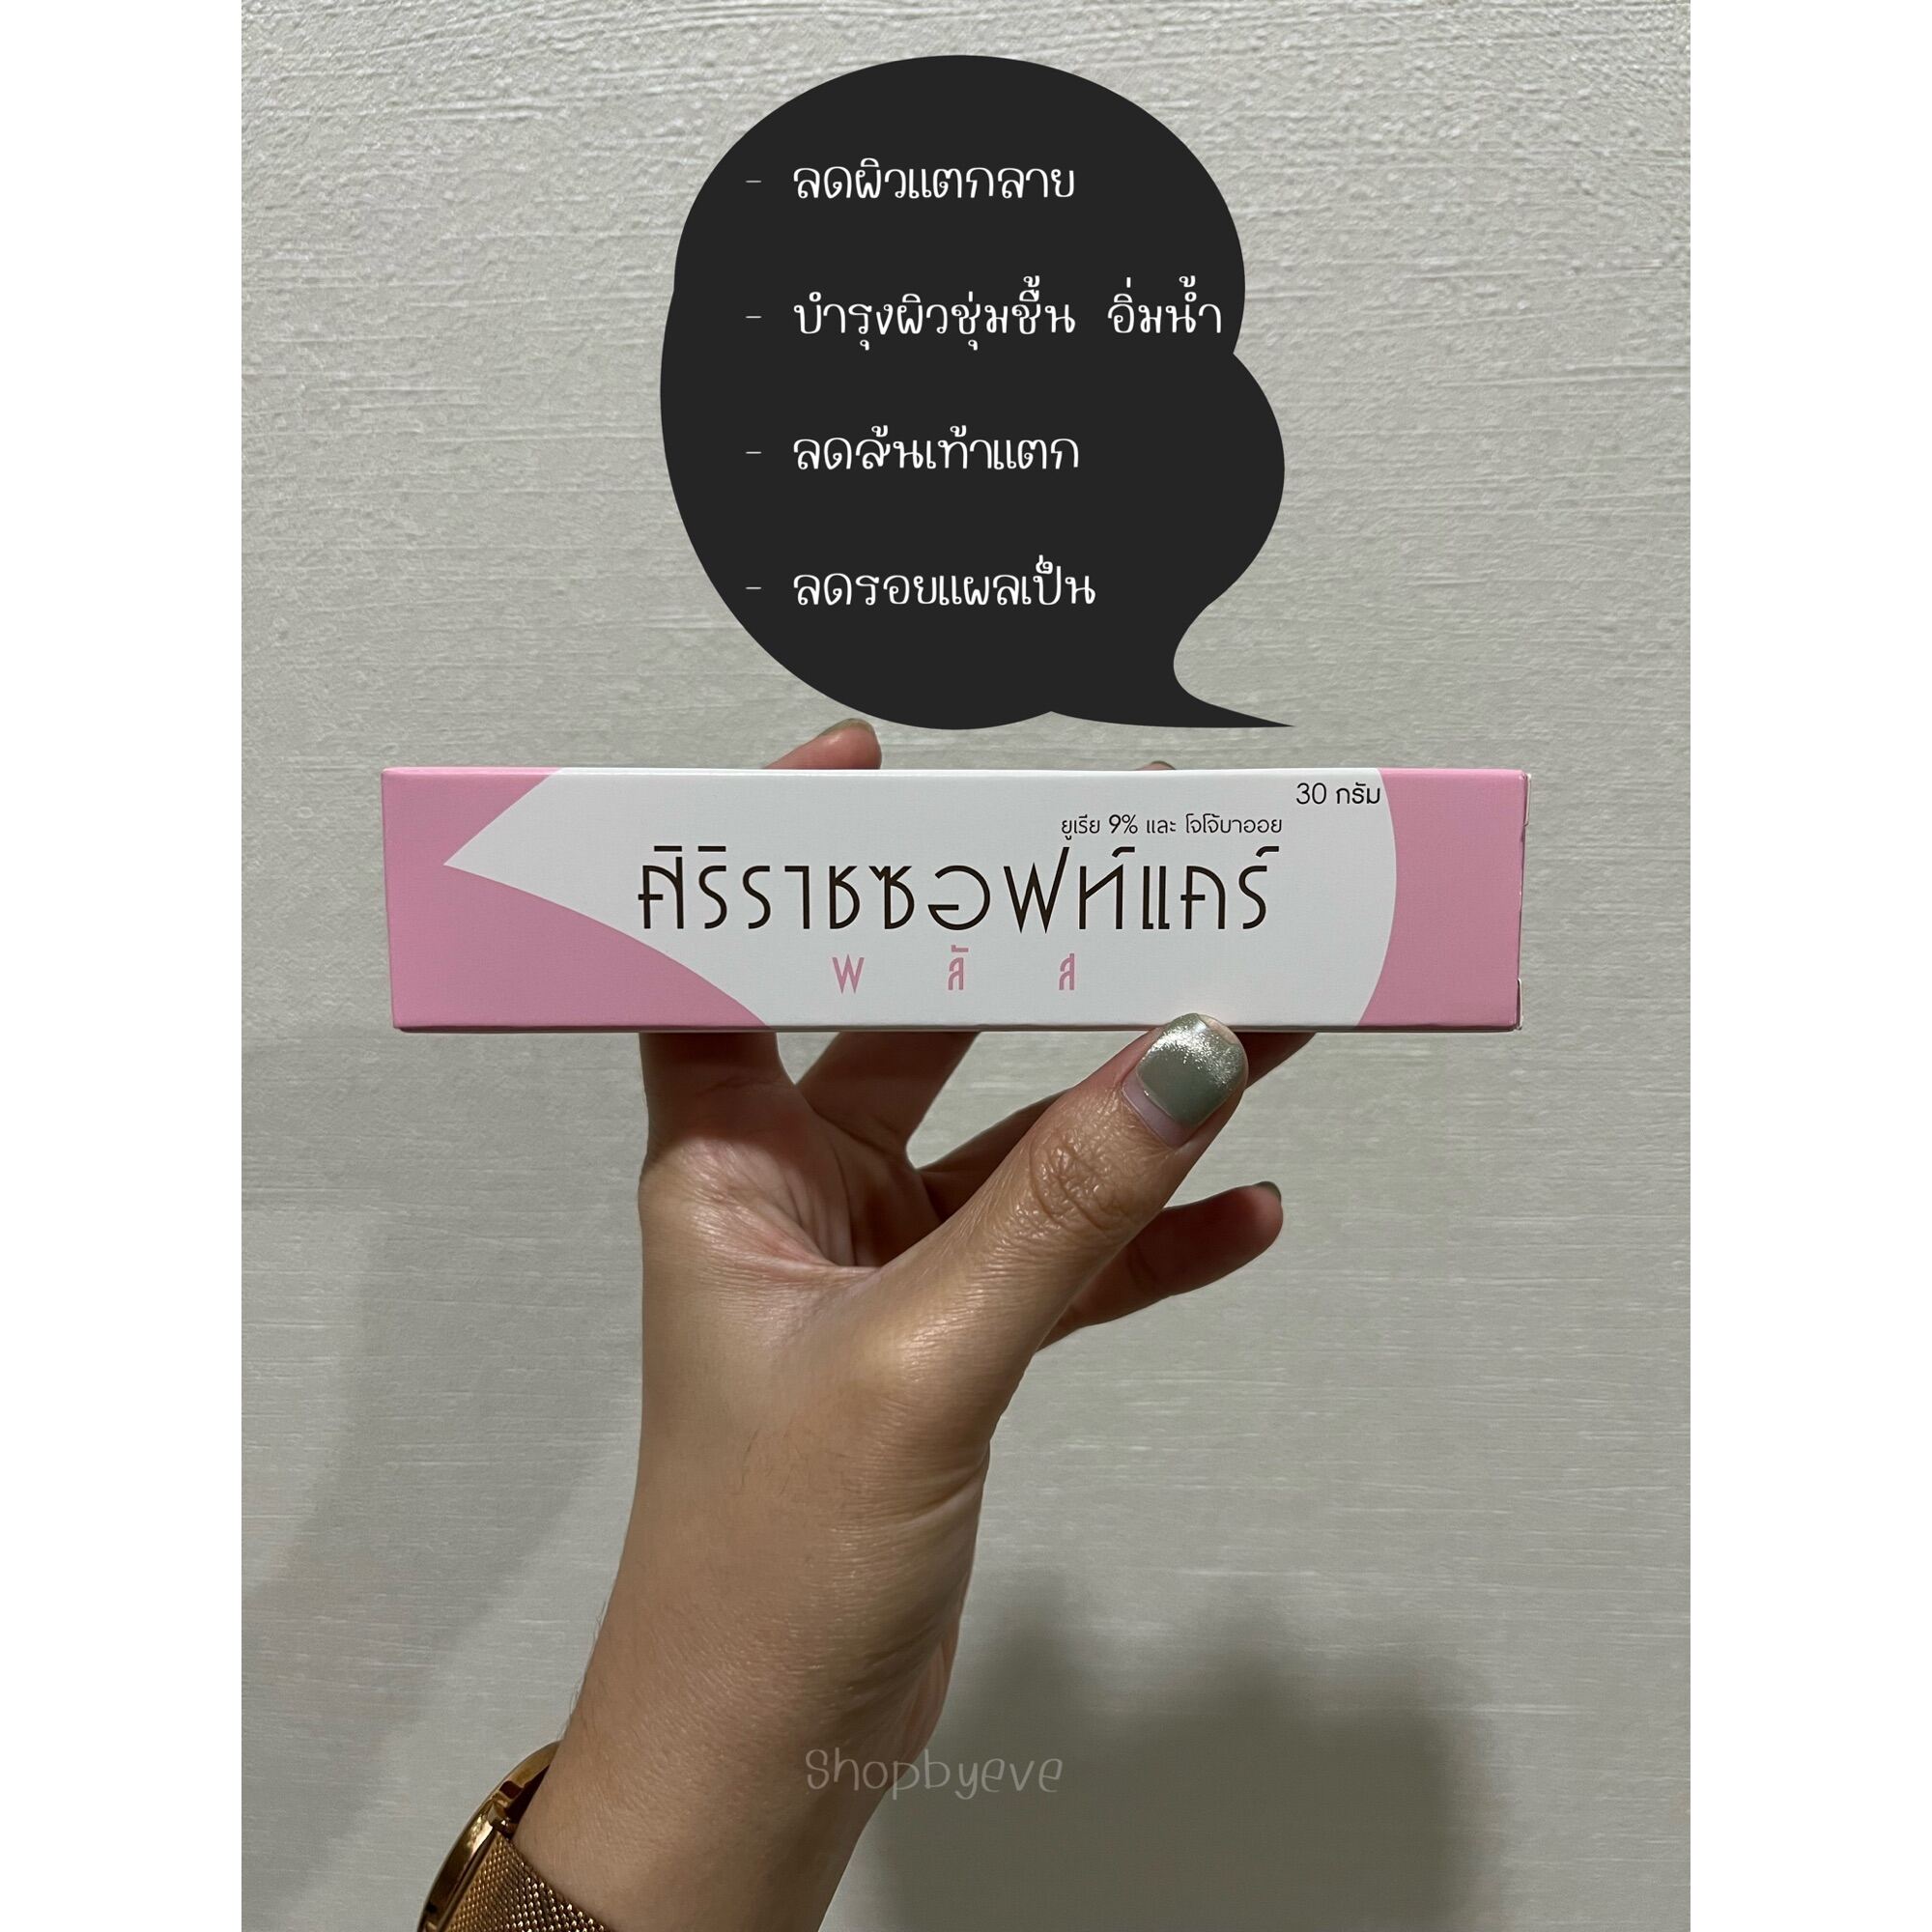 - ลดผิวแตกลาย
- บำรุงผิวชุ่มชื้น อิ่มน้ำ
- ลดส้นเท้าแตก
- ลดรอยแผลเป็น
30 กรัม
ยูเรีย 9% และ โจโจ้บาออย
ศิริราชซอฟท์แคร์
พลัส
Shopbyeve